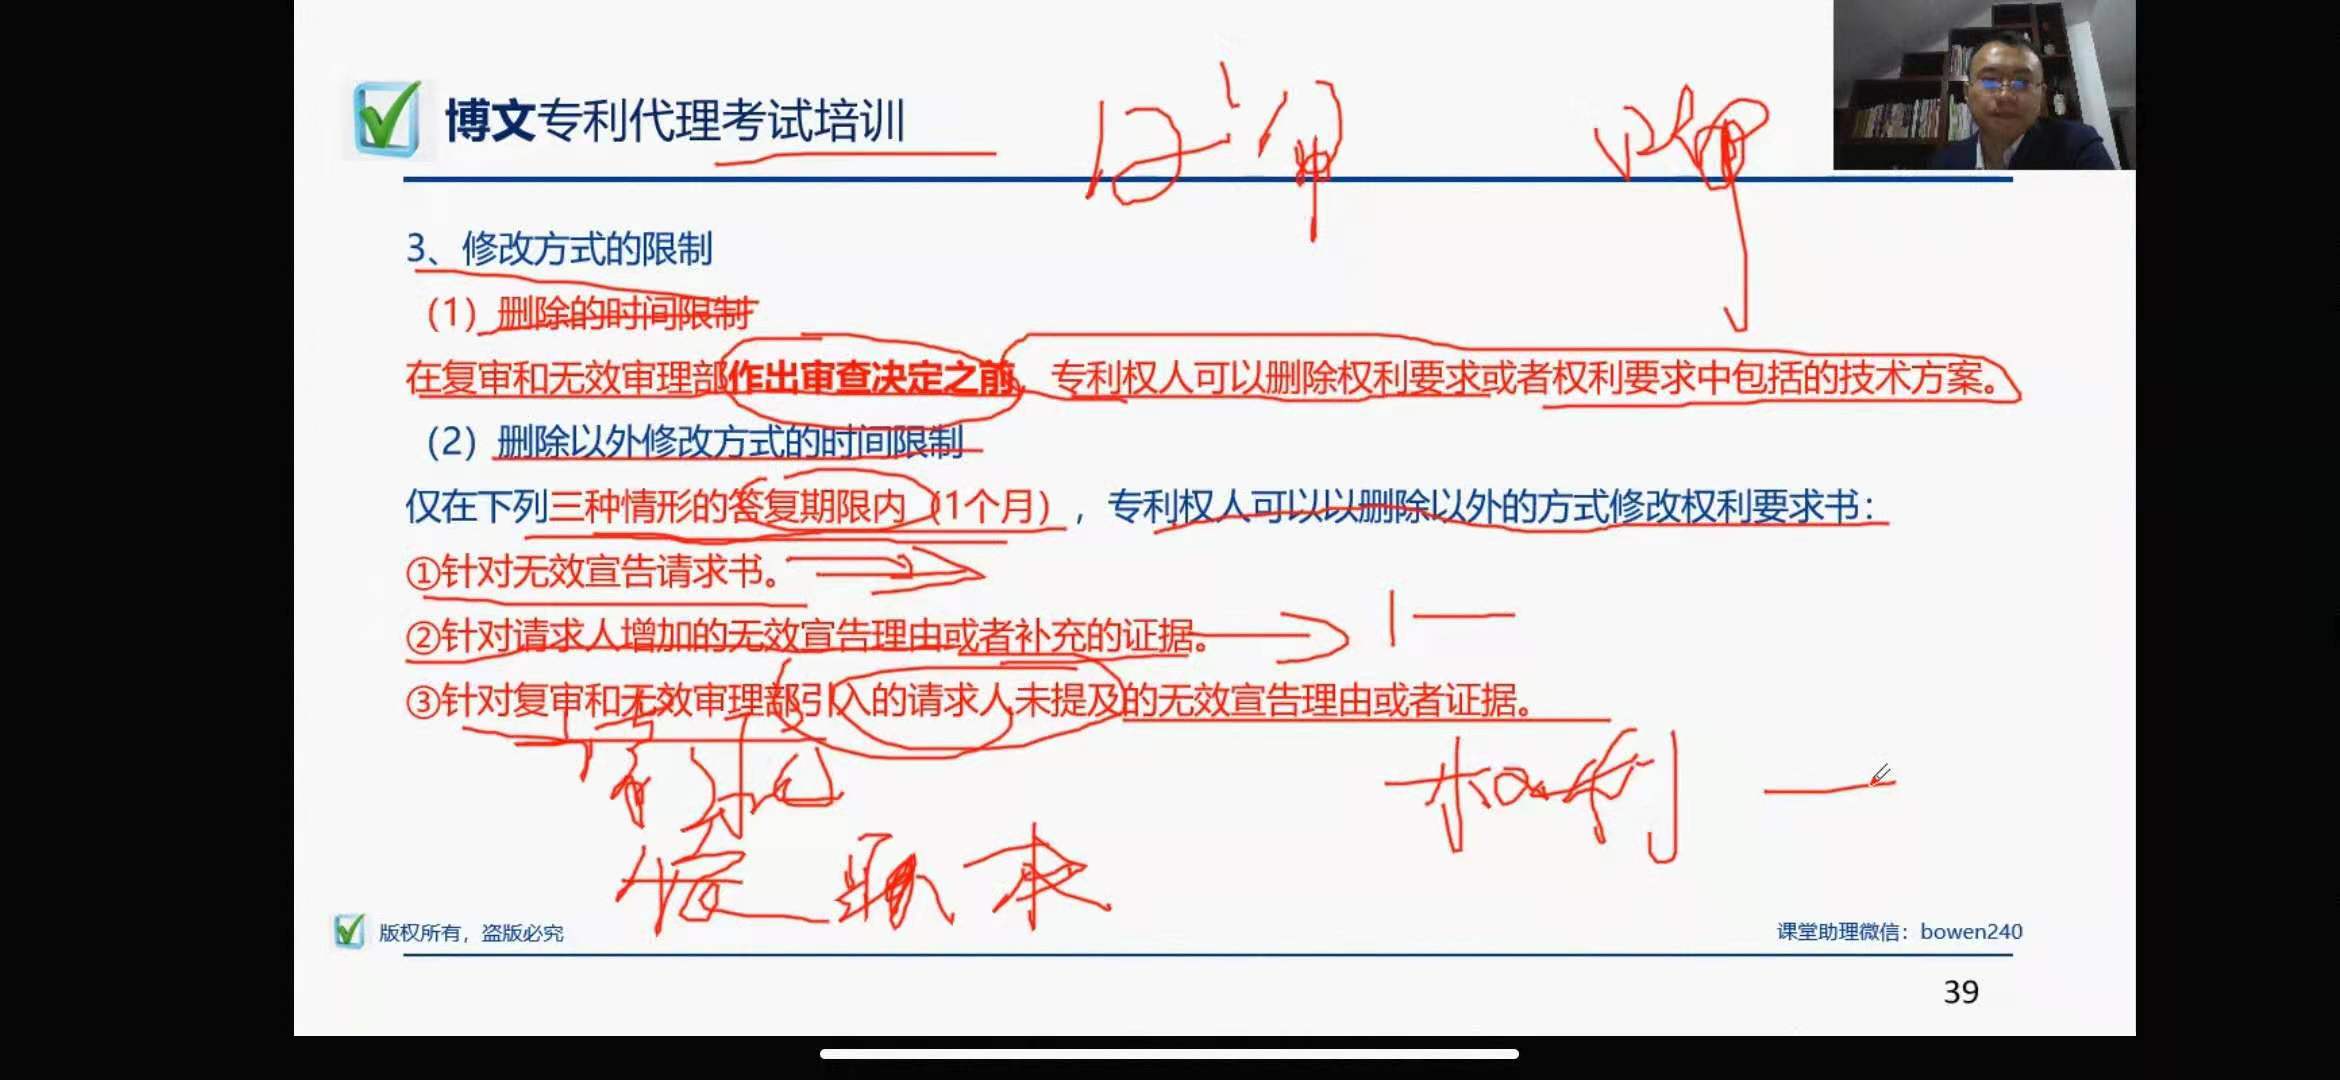 博文专利代理考试培训
3、修改方式的限制
（1）删除的时间限制
在复审和无效审理部作出审查决定之前，专利权人可以删除权利要求或者权利要求中包括的技术方案。
（2）删除以外修改方式的时间限制
仅在下列三种情形的答复期限内（1个月），专利权人可以以删除以外的方式修改权利要求书：
①针对无效宣告请求书。
②针对请求人增加的无效宣告理由或者补充的证据。
③针对复审和无效审理部引入的请求人未提及的无效宣告理由或者证据。
版权所有，盗版必究
课堂助理微信：bowen240
39